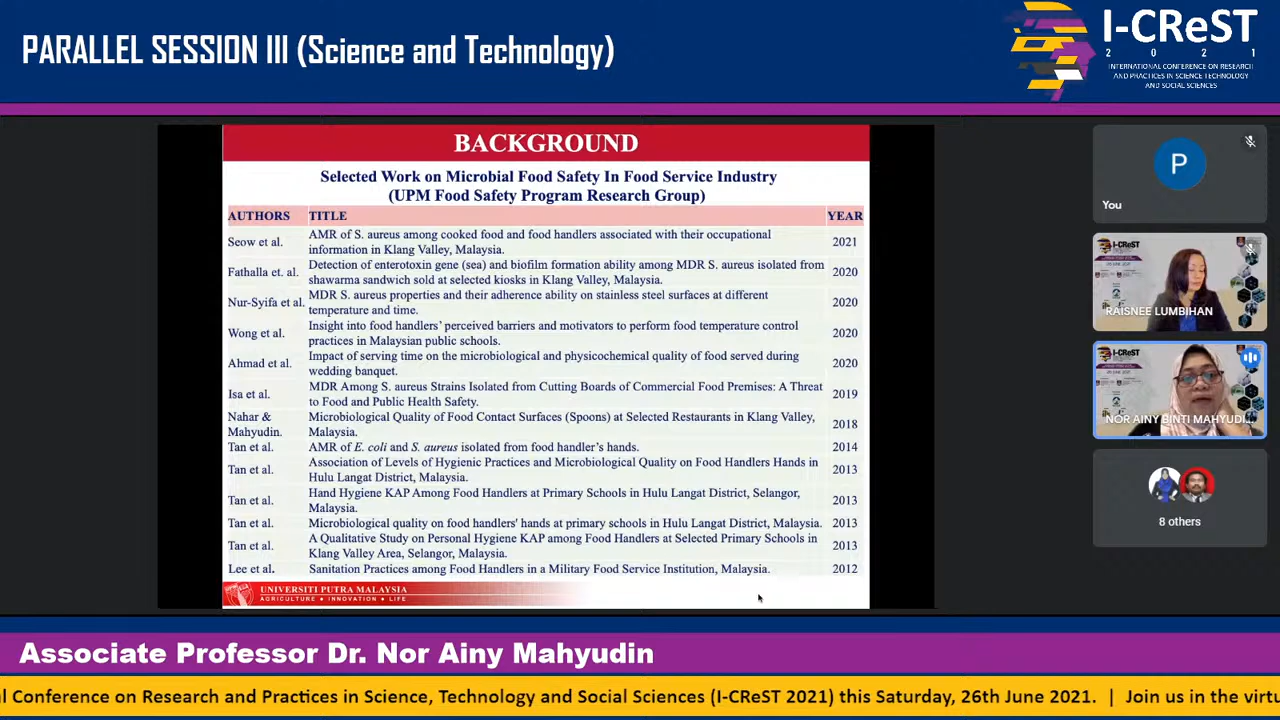 PARALLEL SESSION III (Science and Technology)
I-CReST
2 0 2 1
INTERNATIONAL CONFERENCE ON RESEARCH
AND PRACTICES IN SCIENCE TECHNOLOGY
AND SOCIAL SCIENCES
BACKGROUND
Selected Work on Microbial Food Safety In Food Service Industry
(UPM Food Safety Program Research Group)
AUTHORS TITLE YEAR
Seow et al. AMR of S. aureus among cooked food and food handlers associated with their occupational
information in Klang Valley, Malaysia. 2021
Fathalla et. al. Detection of enterotoxin gene (sea) and biofilm formation ability among MDR S. aureus isolated from
shawarma sandwich sold at selected kiosks in Klang Valley, Malaysia. 2020
Nur-Syifa et al. MDR S. aureus properties and their adherence ability on stainless steel surfaces at different
temperature and time. 2020
Wong et al. Insight into food handlers' perceived barriers and motivators to perform food temperature control
practices in Malaysian public schools. 2020
Ahmad et al. Impact of serving time on the microbiological and physicochemical quality of food served during
wedding banquet. 2020
Isa et al. MDR Among S. aureus Strains Isolated from Cutting Boards of Commercial Food Premises: A Threat
to Food and Public Health Safety. 2019
Nahar & Microbiological Quality of Food Contact Surfaces (Spoons) at Selected Restaurants in Klang Valley,
Mahyudin. Malaysia. 2018
Tan et al. AMR of E. coli and S. aureus isolated from food handler's hands. 2014
Tan et al. Association of Levels of Hygienic Practices and Microbiological Quality on Food Handlers Hands in
Hulu Langat District, Malaysia. 2013
Tan et al. Hand Hygiene KAP Among Food Handlers at Primary Schools in Hulu Langat District, Selangor,
Malaysia. 2013
Tan et al. Microbiological quality on food handlers' hands at primary schools in Hulu Langat District, Malaysia. 2013
Tan et al. A Qualitative Study on Personal Hygiene KAP among Food Handlers at Selected Primary Schools in
Klang Valley Area, Selangor, Malaysia. 2013
Lee et al. Sanitation Practices among Food Handlers in a Military Food Service Institution, Malaysia. 2012
UNIVERSITI PUTRA MALAYSIA
AGRICULTURE • INNOVATION • LIFE
P
You
I-CReST
RAISNEE LUMBIHAN
I-CReST
NOR AINY BINTI MAHYUDI...
8 others
Associate Professor Dr. Nor Ainy Mahyudin
l Conference on Research and Practices in Science, Technology and Social Sciences (I-CReST 2021) this Saturday, 26th June 2021. | Join us in the virtu